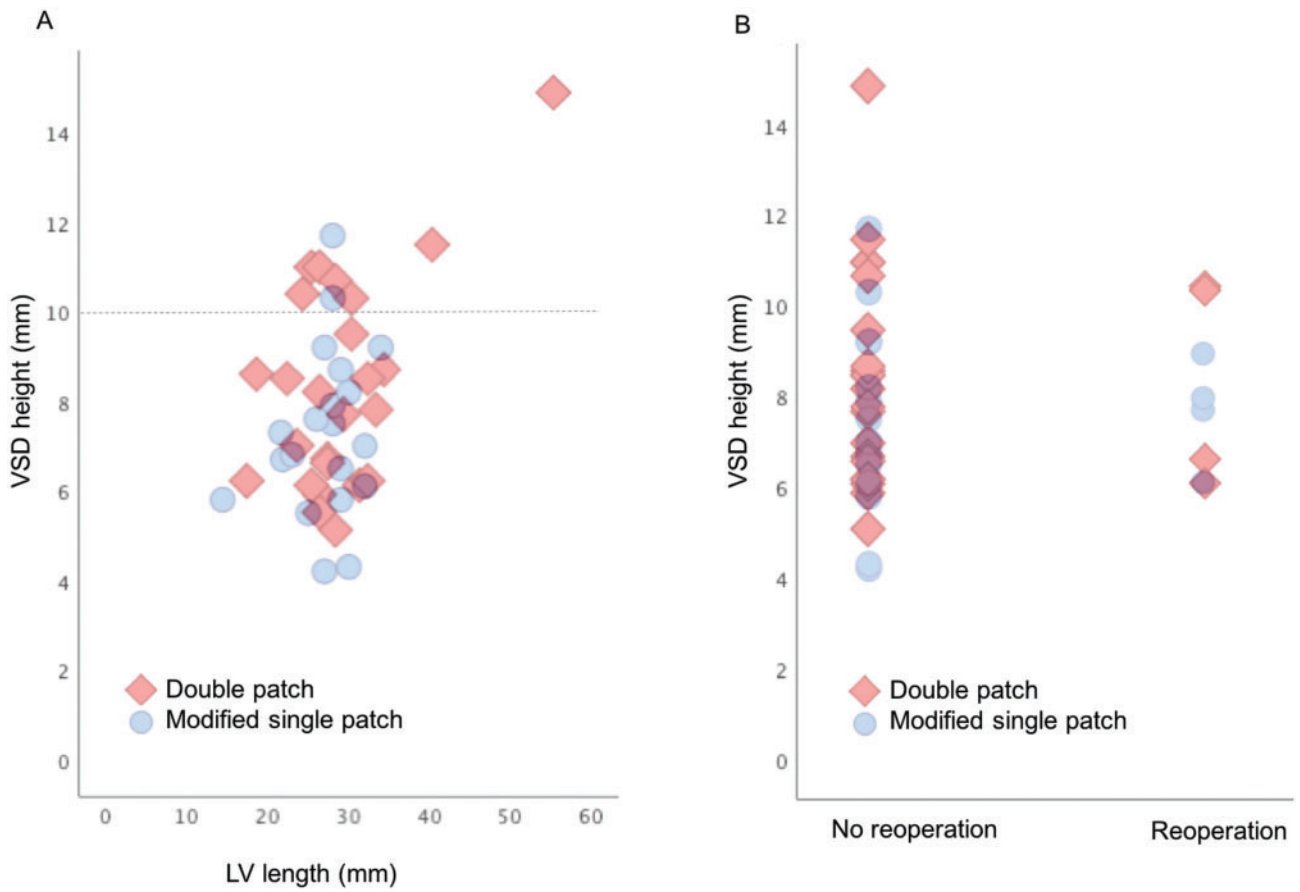 A
VSD height (mm)
14
12
10
8
6
4
2
0
Double patch
Modified single patch
0 10 20 30 40 50 60
LV length (mm)
B
VSD height (mm)
14
12
10
8
6
4
2
0
Double patch
Modified single patch
No reoperation Reoperation